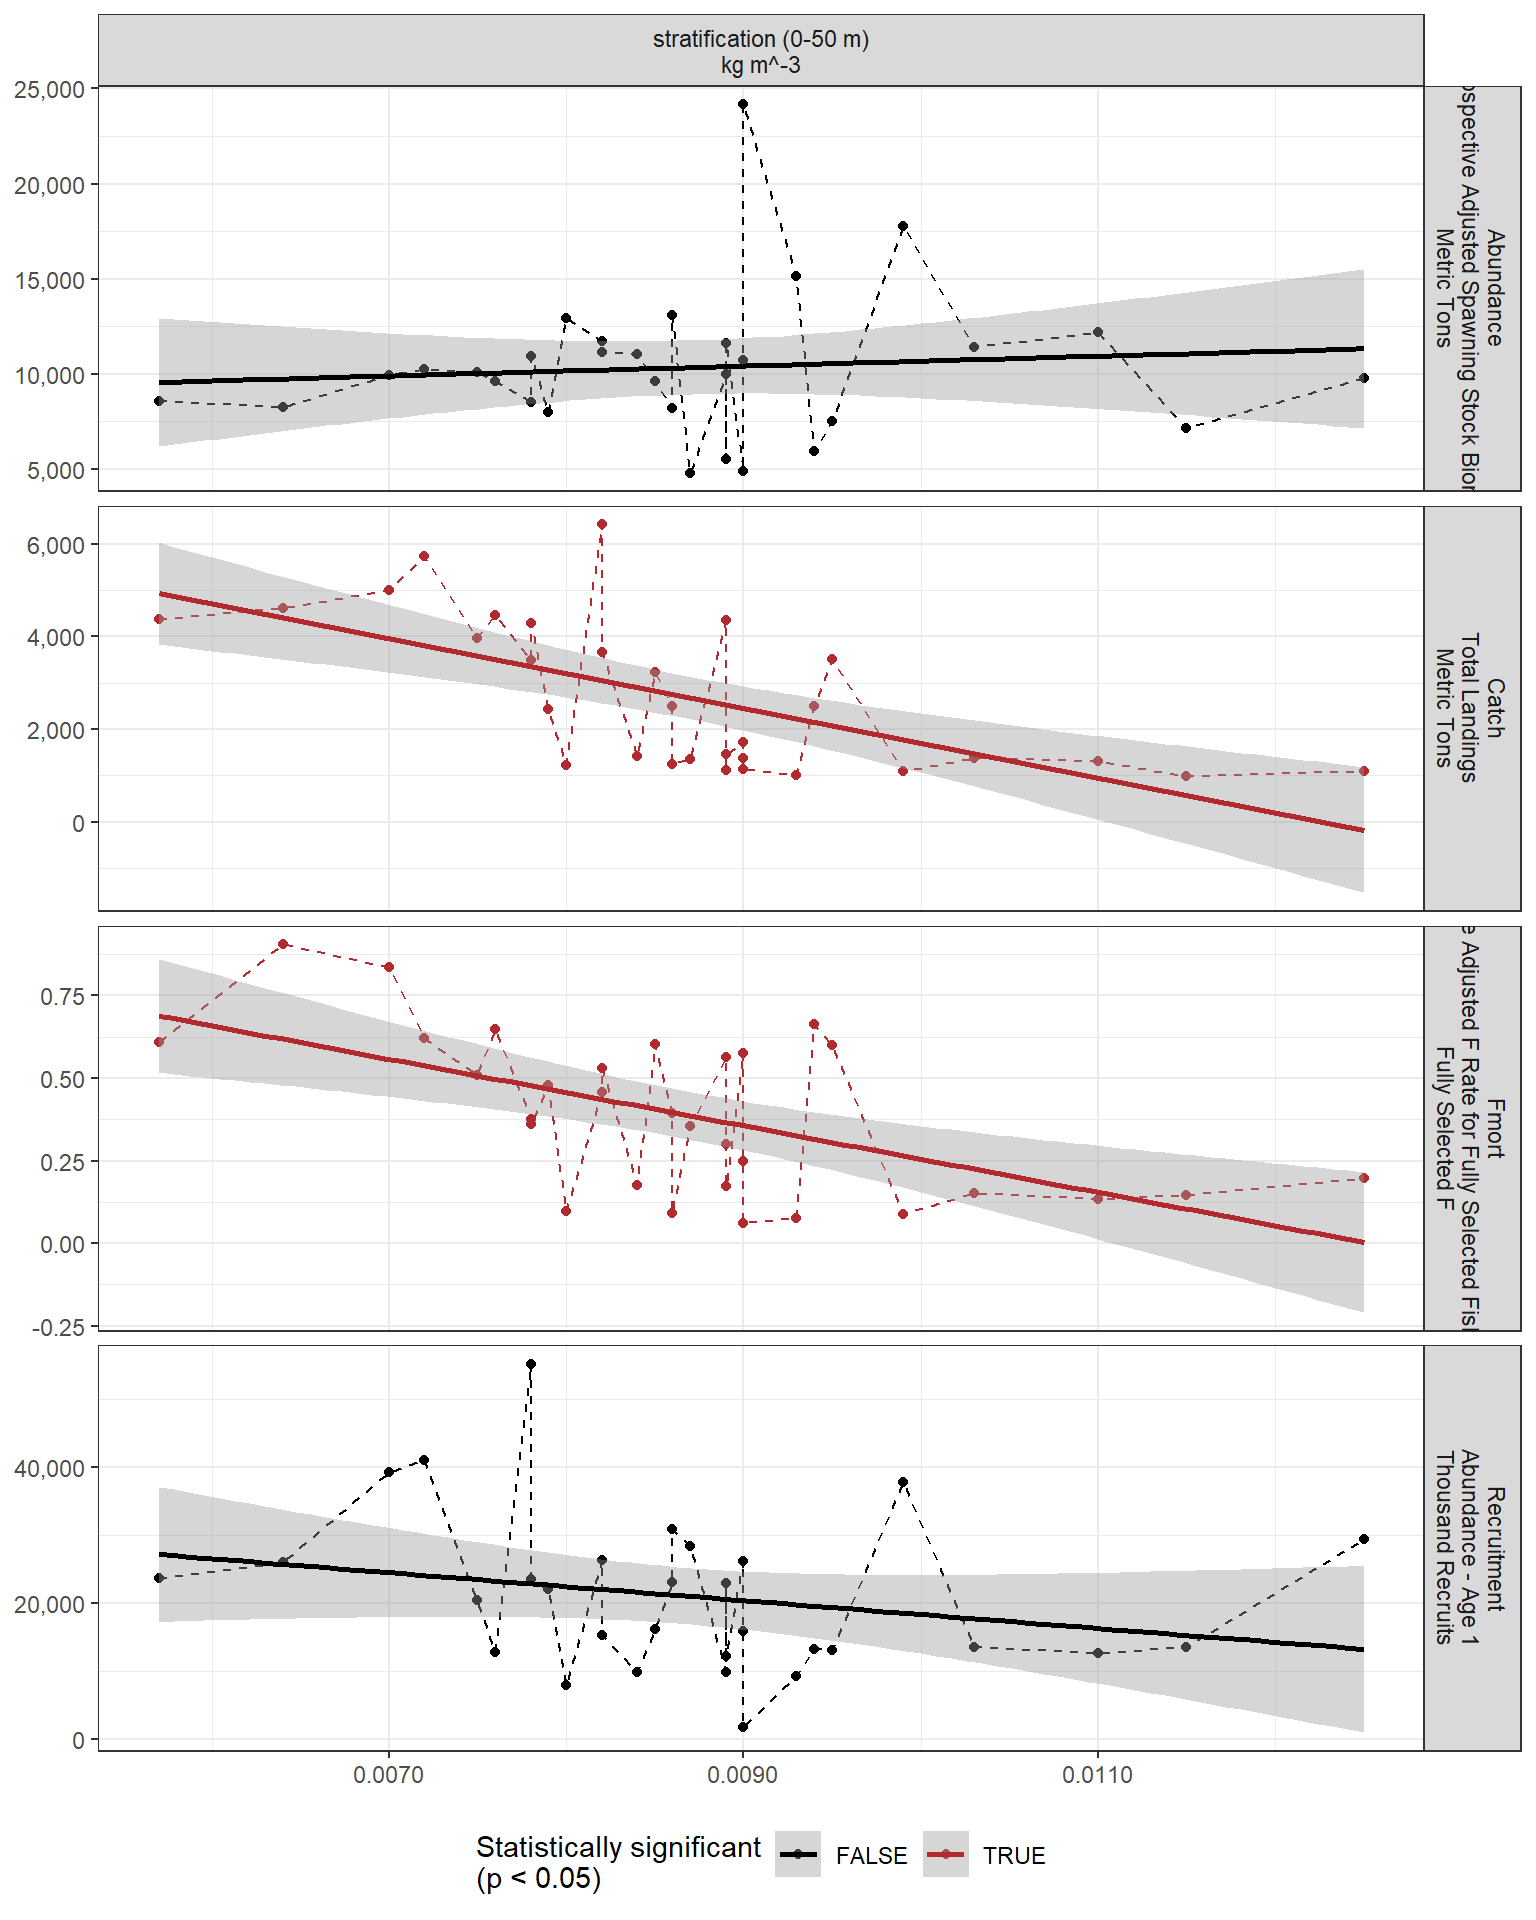 stratification (0-50 m)
kg m^-3
25,000
20,000
15,000
10,000
5,000
Abundance
Adjusted Spawning Stock
Metric Tons
6,000
4,000
2,000
0
Catch
Total Landings
Metric Tons
0.75
0.50
0.25
0.00
-0.25
Fmort
Adjusted F Rate for Fully Selected
Fully Selected F
40,000
20,000
0
Recruitment
Abundance - Age 1
Thousand Recruits
0.0070
0.0090
0.0110
Statistically significant
(p < 0.05)
FALSE
TRUE